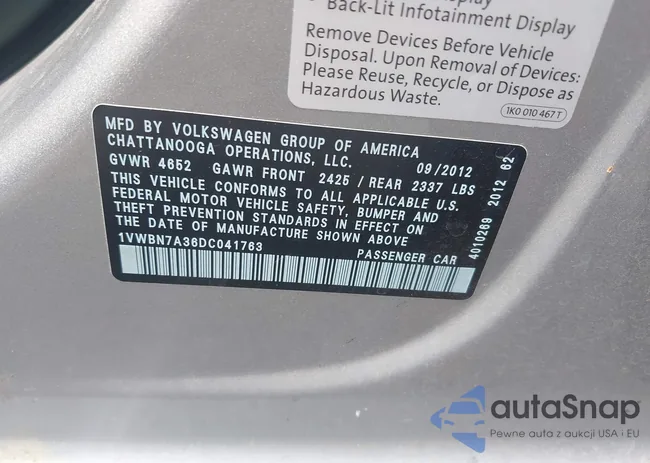 Display
Back-Lit Infotainment Display
Remove Devices Before Vehicle
Disposal. Upon Removal of Devices:
Please Reuse, Recycle, or Dispose as
Hazardous Waste.
1K0 010 467 T
MFD BY VOLKSWAGEN GROUP OF AMERICA
CHATTANOOGA OPERATIONS, LLC. 09/2012
GVWR 4652 GAWR FRONT 2425 / REAR 2337 LBS
THIS VEHICLE CONFORMS TO ALL APPLICABLE U.S.
FEDERAL MOTOR VEHICLE SAFETY, BUMPER AND
THEFT PREVENTION STANDARDS IN EFFECT ON
THE DATE OF MANUFACTURE SHOWN ABOVE
1VWBN7A36DC041763
PASSENGER CAR
4010269 2012 62
autaSnap
Pewne auta z aukcji USA i EU